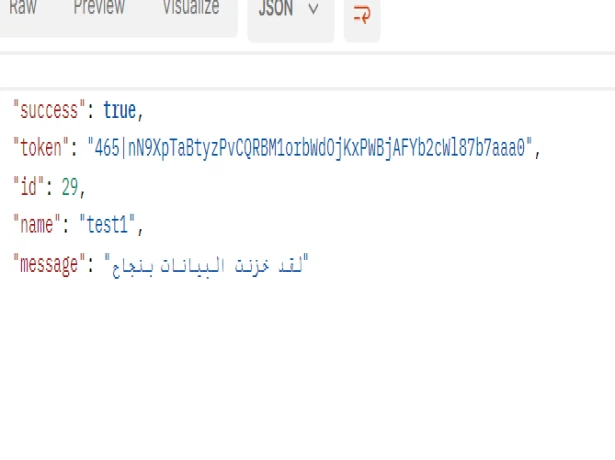 Raw Preview Visualize JSON
"success": true,
"token": "465|nN9XpTaBtyzPvCQRBM1orbWdOjKxPWBjAFYb2cWl87b7aaa0",
"id": 29,
"name": "test1",
"message": "لقد خزنت البيانات بنجاح"